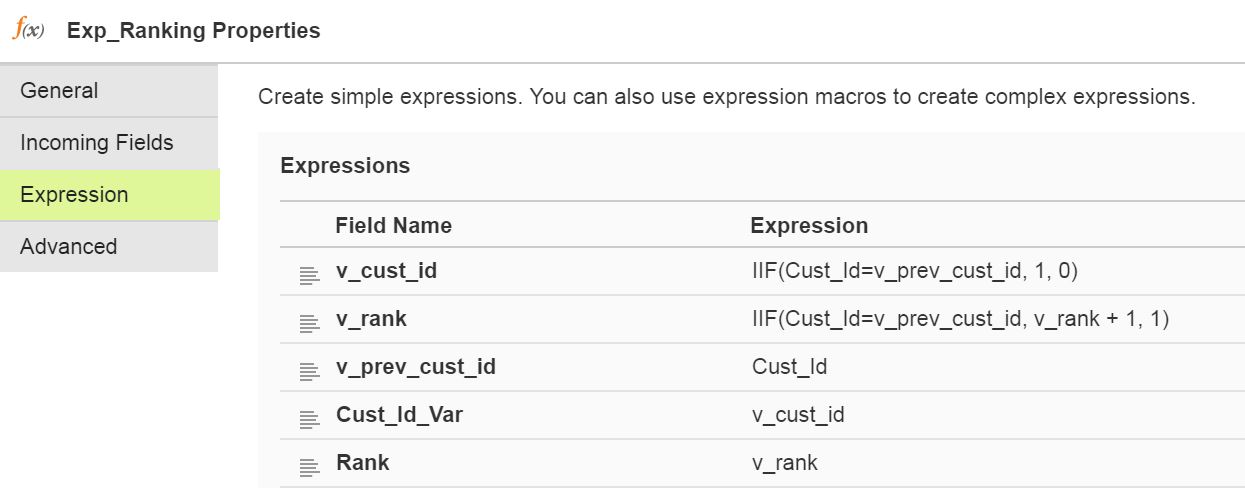 f(x) Exp_Ranking Properties
General
Incoming Fields
Expression
Advanced
Create simple expressions. You can also use expression macros to create complex expressions.
Expressions
Field Name Expression
v_cust_id IIF(Cust_Id=v_prev_cust_id, 1, 0)
v_rank IIF(Cust_Id=v_prev_cust_id, v_rank + 1, 1)
v_prev_cust_id Cust_Id
Cust_Id_Var v_cust_id
Rank v_rank